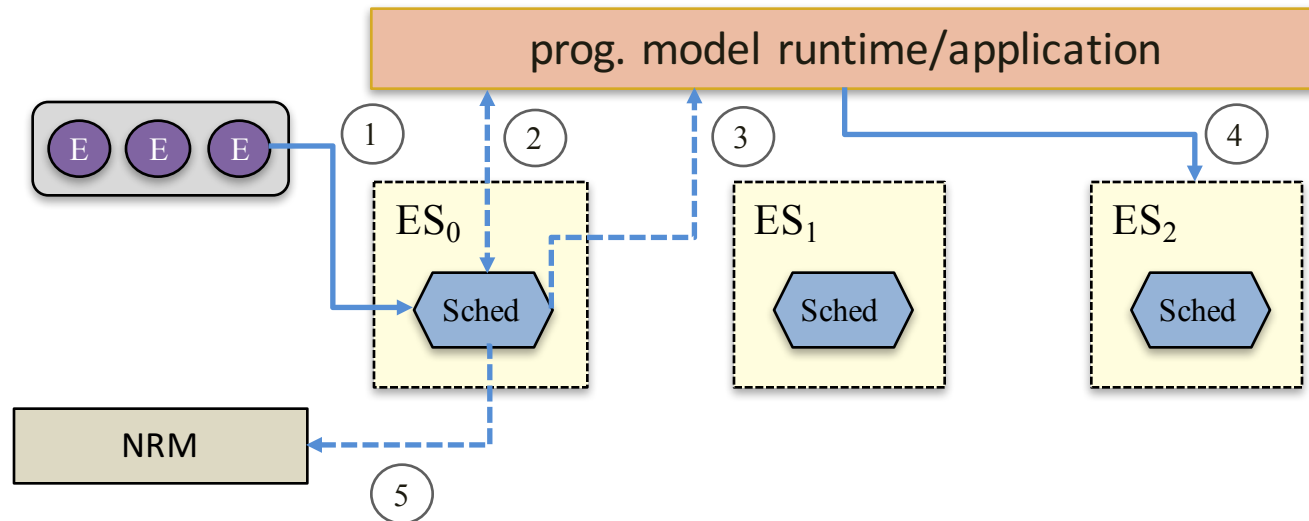 prog. model runtime/application
E E E
1
2
3
4
ES₀
ES₁
ES₂
Sched
Sched
Sched
NRM
5